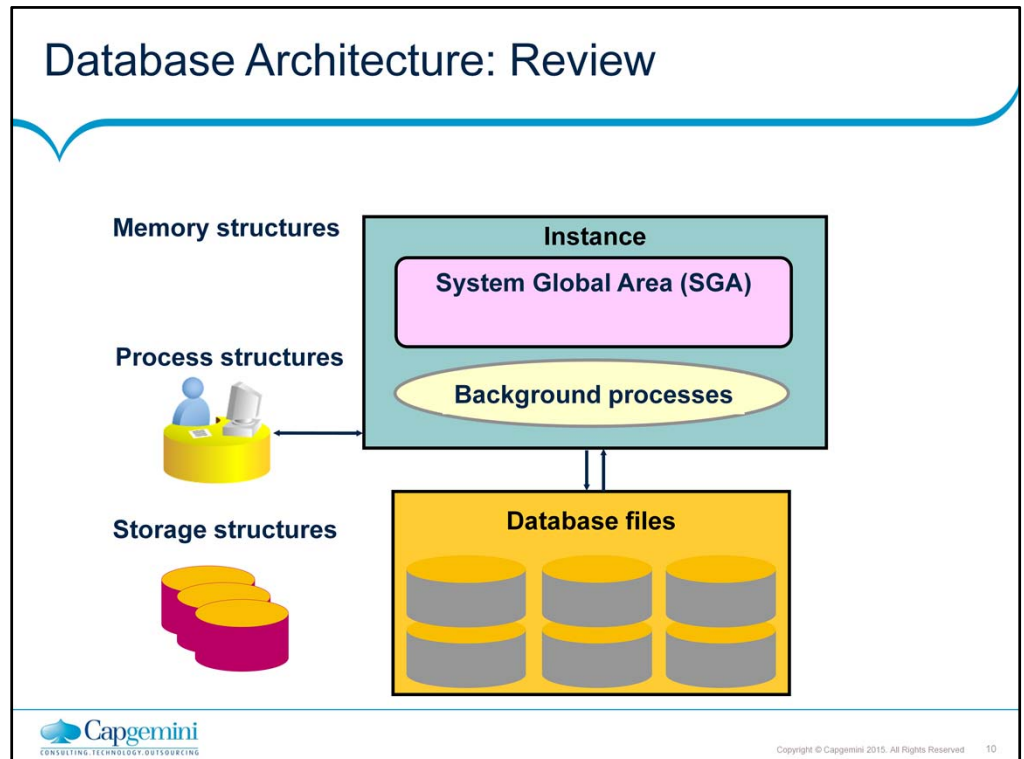 Database Architecture: Review
Memory structures
Instance
System Global Area (SGA)
Process structures
Background processes
Storage structures
Database files
Capgemini
CONSULTING.TECHNOLOGY.OUTSOURCING
Copyright © Capgemini 2015. All Rights Reserved 10